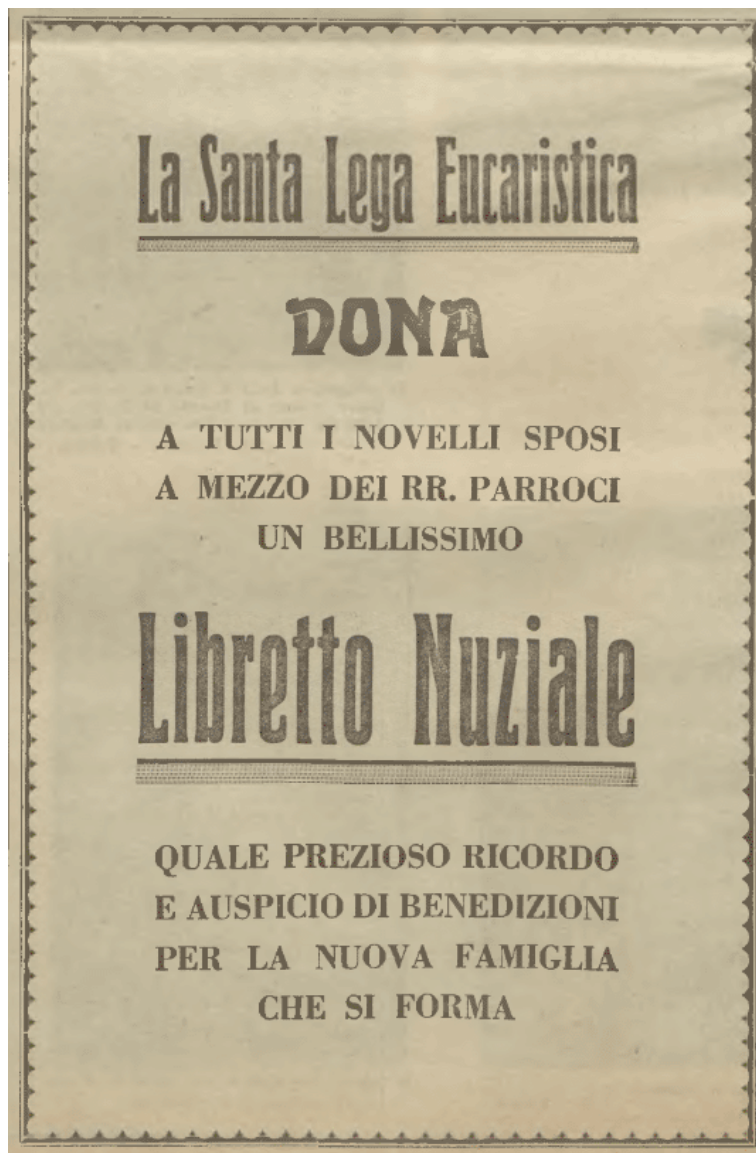 La Santa Lega Eucaristica
DONA
A TUTTI I NOVELLI SPOSI
A MEZZO DEI RR. PARROCI
UN BELLISSIMO
Libretto Nuziale
QUALE PREZIOSO RICORDO
E AUSPICIO DI BENEDIZIONI
PER LA NUOVA FAMIGLIA
CHE SI FORMA